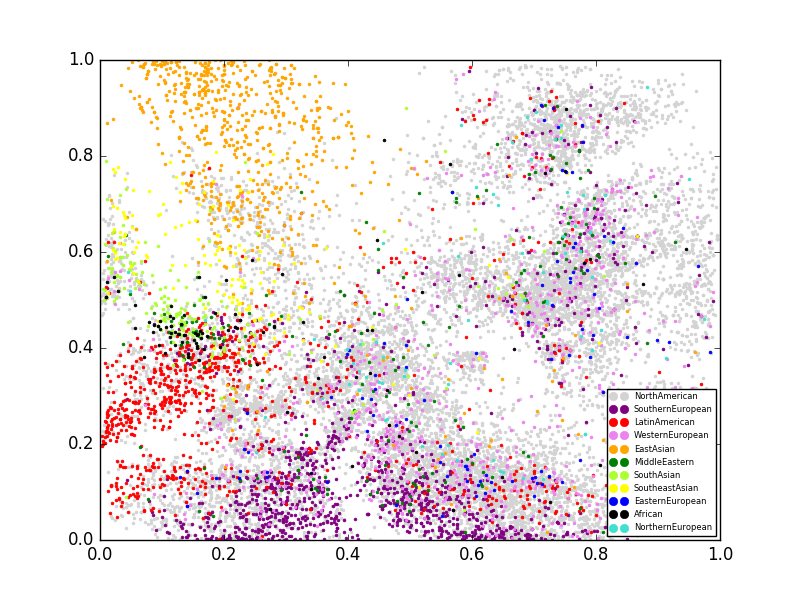 1.0
0.8
0.6
0.4
0.2
0.0
0.0 0.2 0.4 0.6 0.8 1.0
NorthAmerican
SouthernEuropean
LatinAmerican
WesternEuropean
EastAsian
MiddleEastern
SouthAsian
SoutheastAsian
EasternEuropean
African
NorthernEuropean